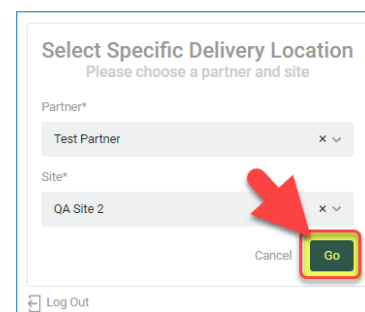 Select Specific Delivery Location
Please choose a partner and site
Partner*
Test Partner
Site*
QA Site 2
Cancel Go
Log Out